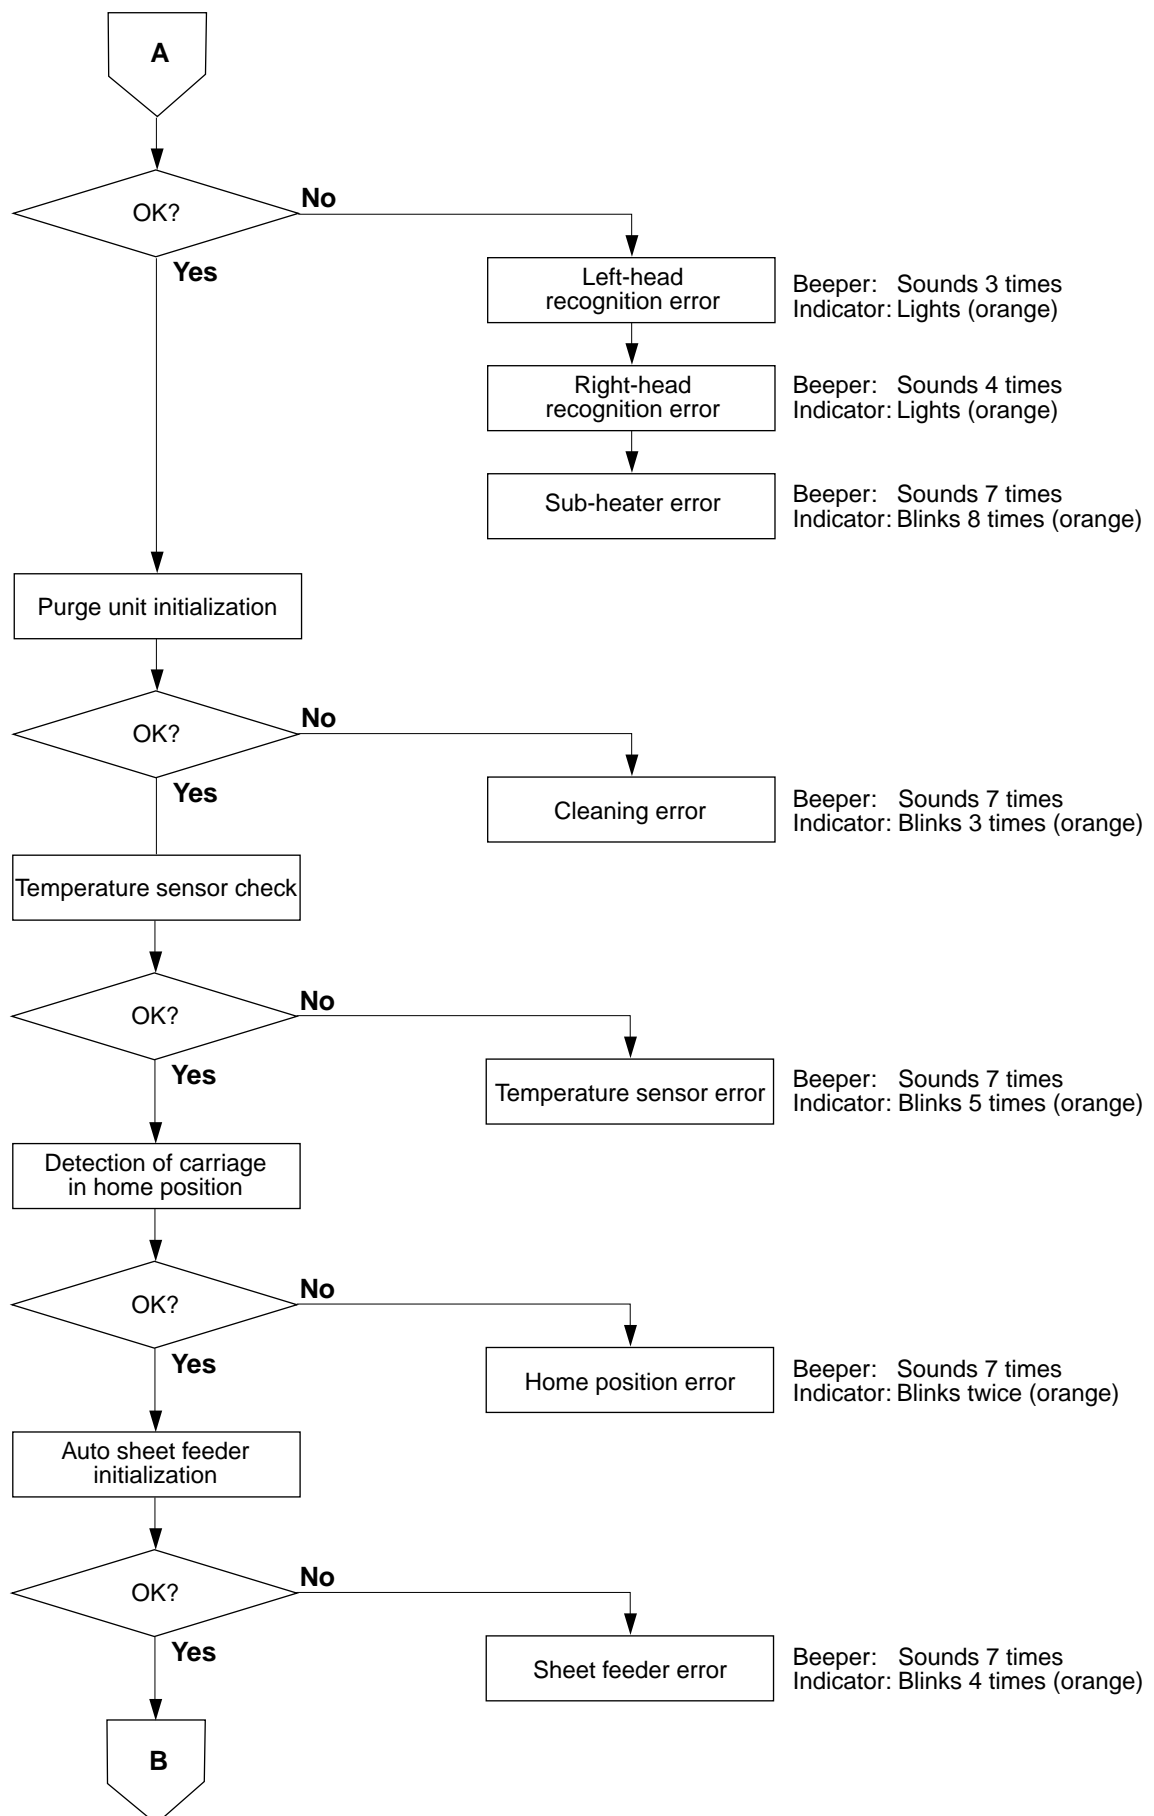 A
OK?
No
Yes
Left-head
recognition error
Beeper: Sounds 3 times
Indicator: Lights (orange)
Right-head
recognition error
Beeper: Sounds 4 times
Indicator: Lights (orange)
Sub-heater error
Beeper: Sounds 7 times
Indicator: Blinks 8 times (orange)
Purge unit initialization
OK?
No
Yes
Cleaning error
Beeper: Sounds 7 times
Indicator: Blinks 3 times (orange)
Temperature sensor check
OK?
No
Yes
Temperature sensor error
Beeper: Sounds 7 times
Indicator: Blinks 5 times (orange)
Detection of carriage
in home position
OK?
No
Yes
Home position error
Beeper: Sounds 7 times
Indicator: Blinks twice (orange)
Auto sheet feeder
initialization
OK?
No
Yes
Sheet feeder error
Beeper: Sounds 7 times
Indicator: Blinks 4 times (orange)
B